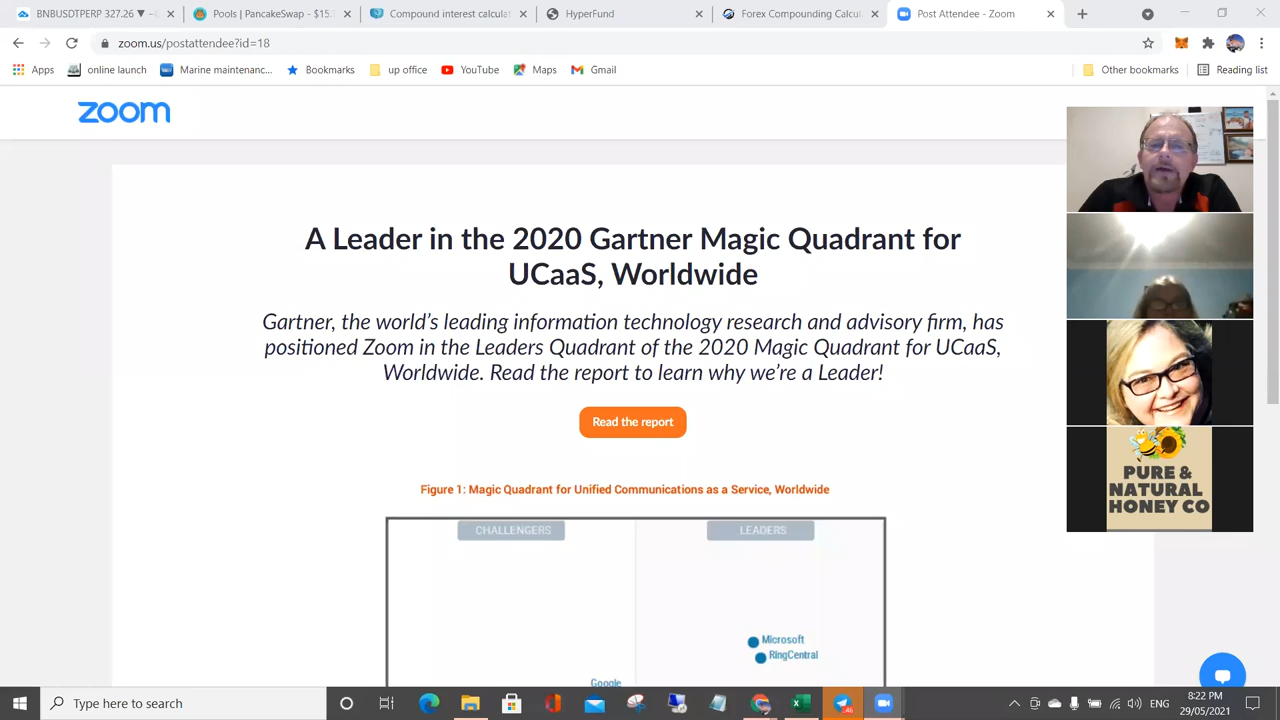 BNBUSDTPERP 327.26 ▼
Pools | PancakeSwap - $15.
Compound interest calculat
HyperFund
Forex Compounding Calcu
Post Attendee - Zoom
zoom.us/postattendee?id=18
Apps
online launch
Marine maintenanc...
Bookmarks
up office
YouTube
Maps
Gmail
Other bookmarks
Reading list
zoom
A Leader in the 2020 Gartner Magic Quadrant for
UCaaS, Worldwide
Gartner, the world's leading information technology research and advisory firm, has
positioned Zoom in the Leaders Quadrant of the 2020 Magic Quadrant for UCaaS,
Worldwide. Read the report to learn why we're a Leader!
Read the report
Figure 1: Magic Quadrant for Unified Communications as a Service, Worldwide
CHALLENGERS
LEADERS
Microsoft
RingCentral
Google
PURE &
NATURAL
HONEY CO
Type here to search
ENG
8:22 PM
29/05/2021